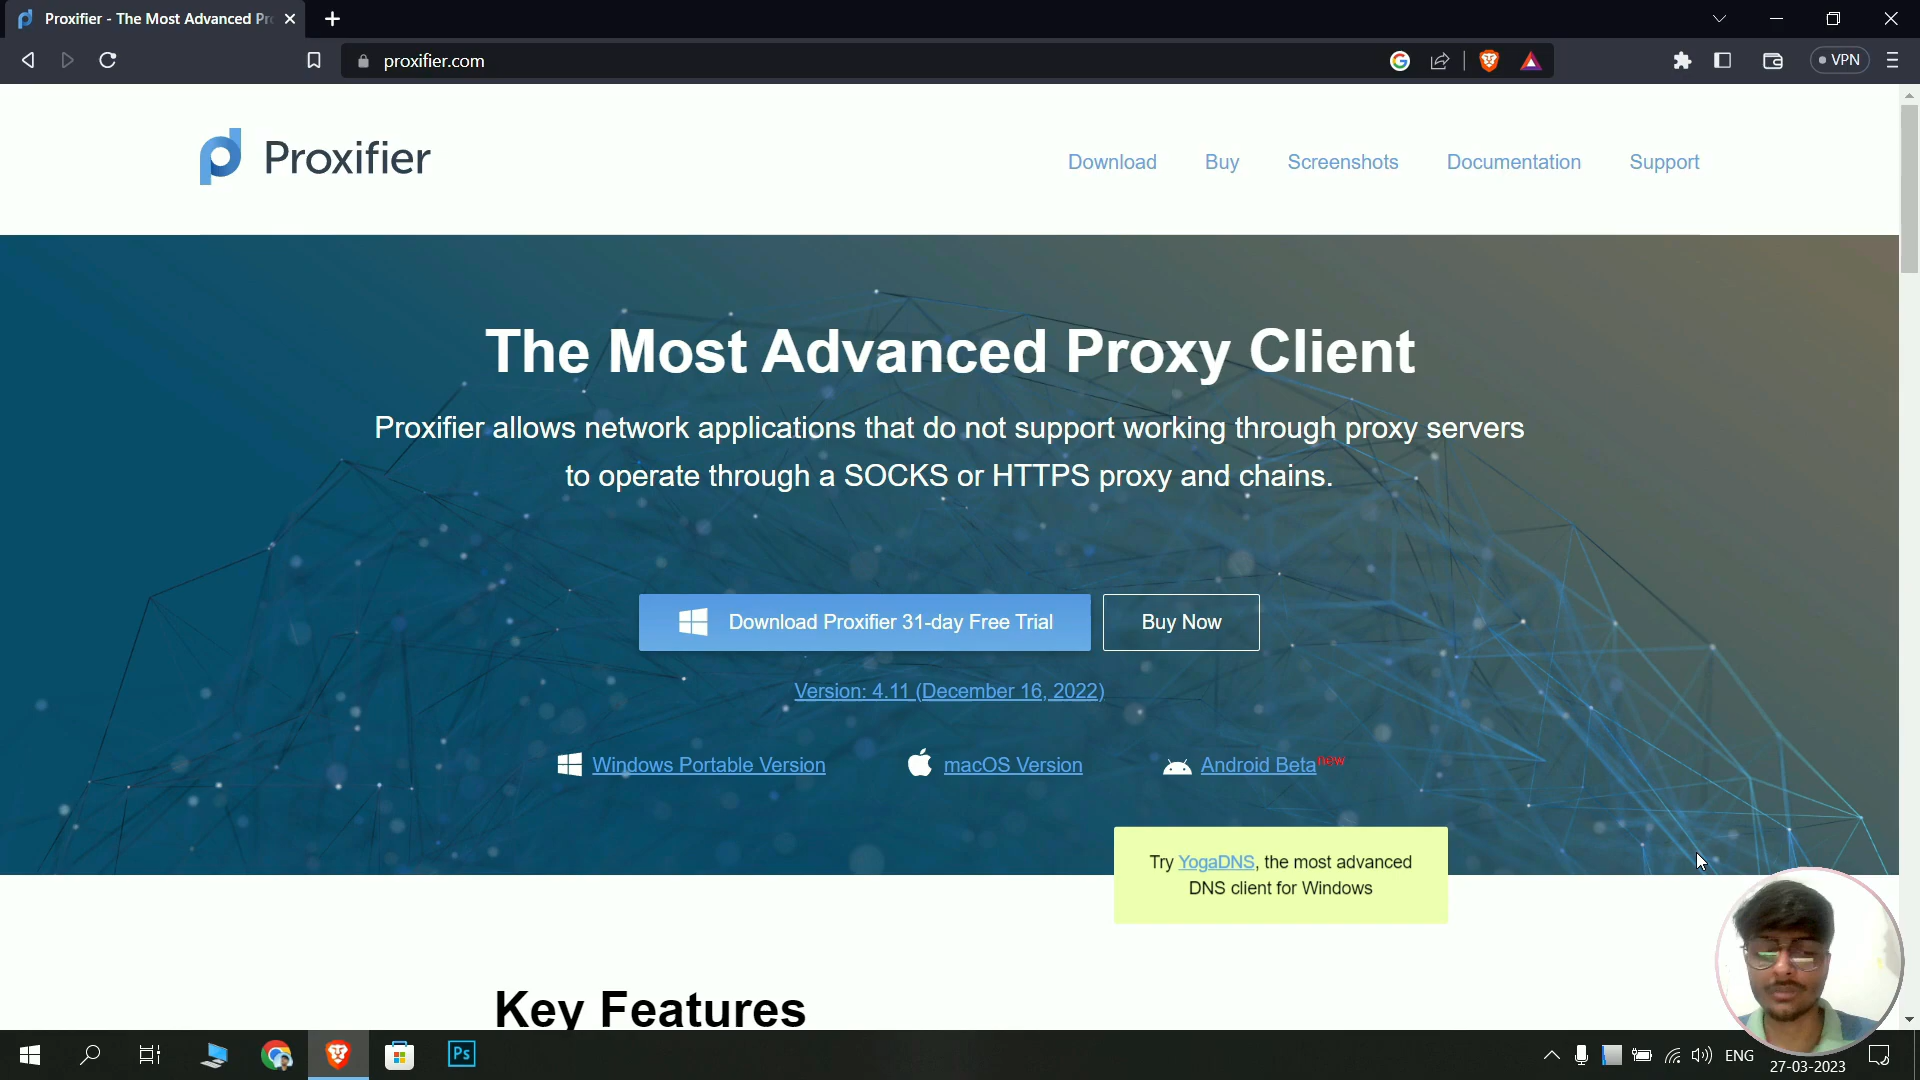 Proxifier - The Most Advanced Pr
proxifier.com
VPN
Proxifier
Download
Buy
Screenshots
Documentation
Support
The Most Advanced Proxy Client
Proxifier allows network applications that do not support working through proxy servers
to operate through a SOCKS or HTTPS proxy and chains.
Download Proxifier 31-day Free Trial
Buy Now
Version: 4.11 (December 16, 2022)
Windows Portable Version
macOS Version
Android Beta new
Try YogaDNS, the most advanced
DNS client for Windows
Key Features
Ps
ENG
27-03-2023